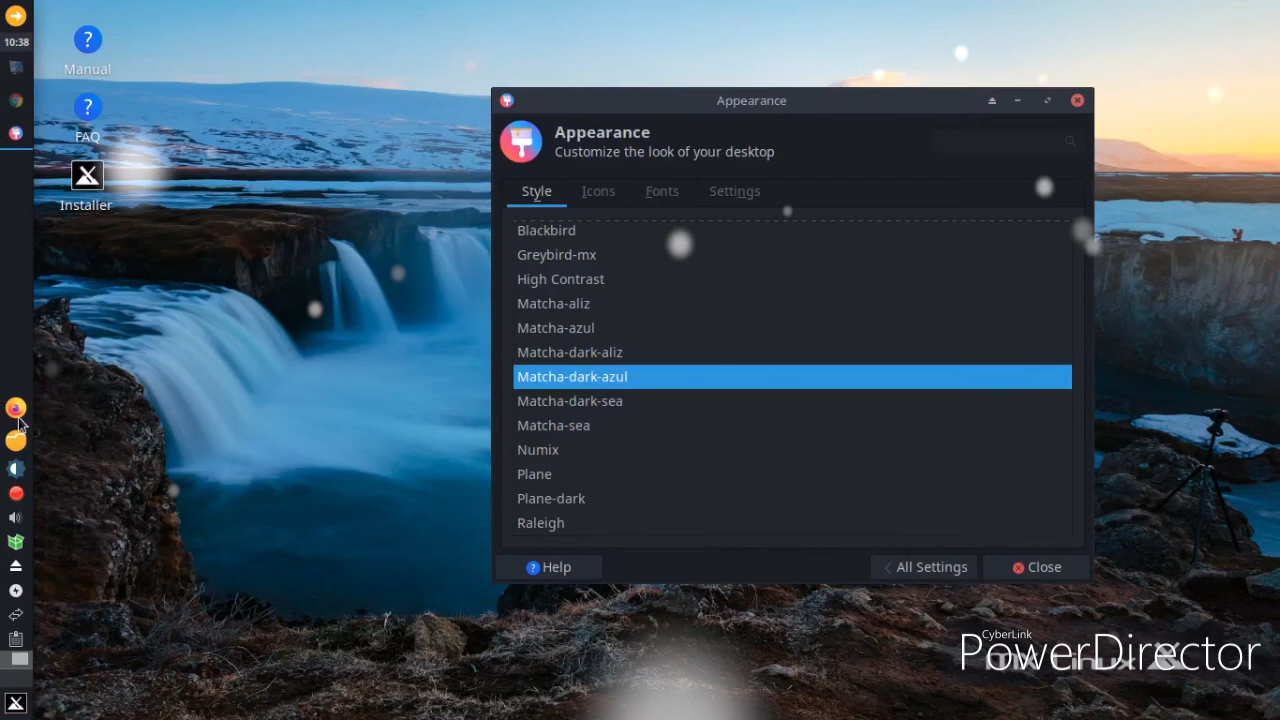 10:38
Manual
FAQ
Installer
Appearance
Appearance
Customize the look of your desktop
Style
Icons
Fonts
Settings
Blackbird
Greybird-mx
High Contrast
Matcha-aliz
Matcha-azul
Matcha-dark-aliz
Matcha-dark-azul
Matcha-dark-sea
Matcha-sea
Numix
Plane
Plane-dark
Raleigh
Help
All Settings
Close
CyberLink
PowerDirector